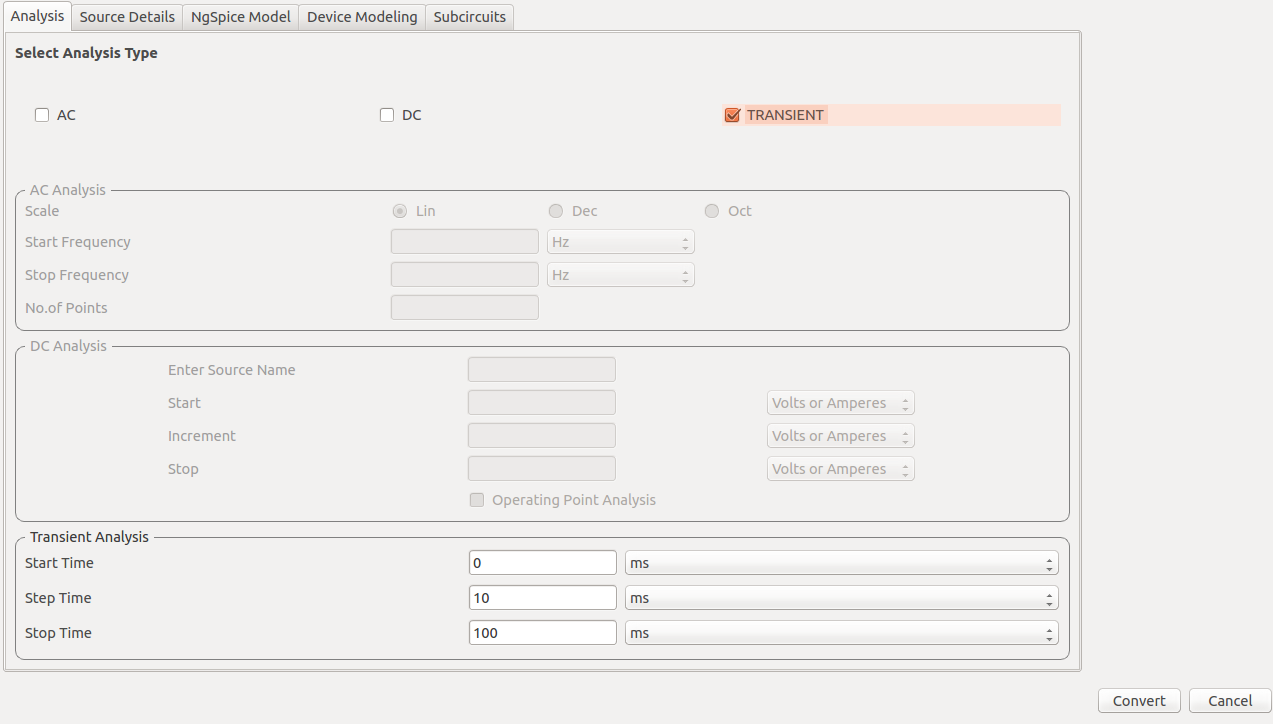 Analysis Source Details NgSpice Model Device Modeling Subcircuits
Select Analysis Type
AC DC TRANSIENT
AC Analysis
Scale Lin Dec Oct
Start Frequency Hz
Stop Frequency Hz
No.of Points
DC Analysis
Enter Source Name
Start Volts or Amperes
Increment Volts or Amperes
Stop Volts or Amperes
Operating Point Analysis
Transient Analysis
Start Time 0 ms
Step Time 10 ms
Stop Time 100 ms
Convert Cancel